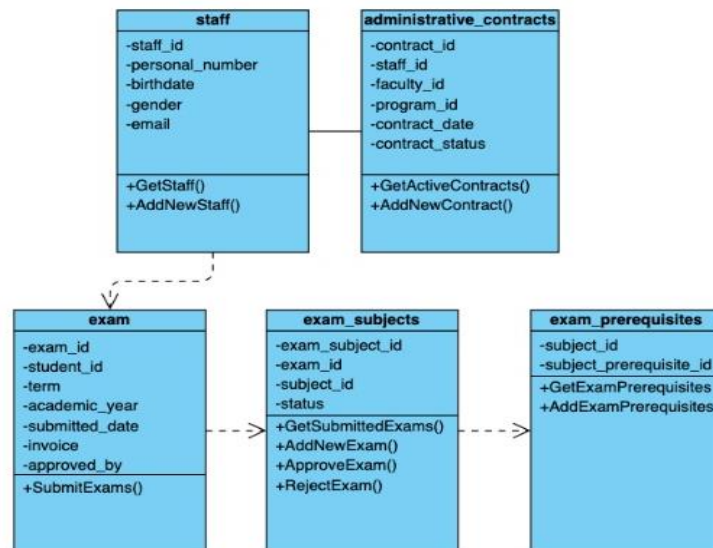 staff
-staff_id
-personal_number
-birthdate
-gender
-email
+GetStaff()
+AddNewStaff()
administrative_contracts
-contract_id
-staff_id
-faculty_id
-program_id
-contract_date
-contract_status
+GetActiveContracts()
+AddNewContract()
exam
-exam_id
-student_id
-term
-academic_year
-submitted_date
-invoice
-approved_by
+SubmitExams()
exam_subjects
-exam_subject_id
-exam_id
-subject_id
-status
+GetSubmittedExams()
+AddNewExam()
+ApproveExam()
+RejectExam()
exam_prerequisites
-subject_id
-subject_prerequisite_id
+GetExamPrerequisites
+AddExamPrerequisites